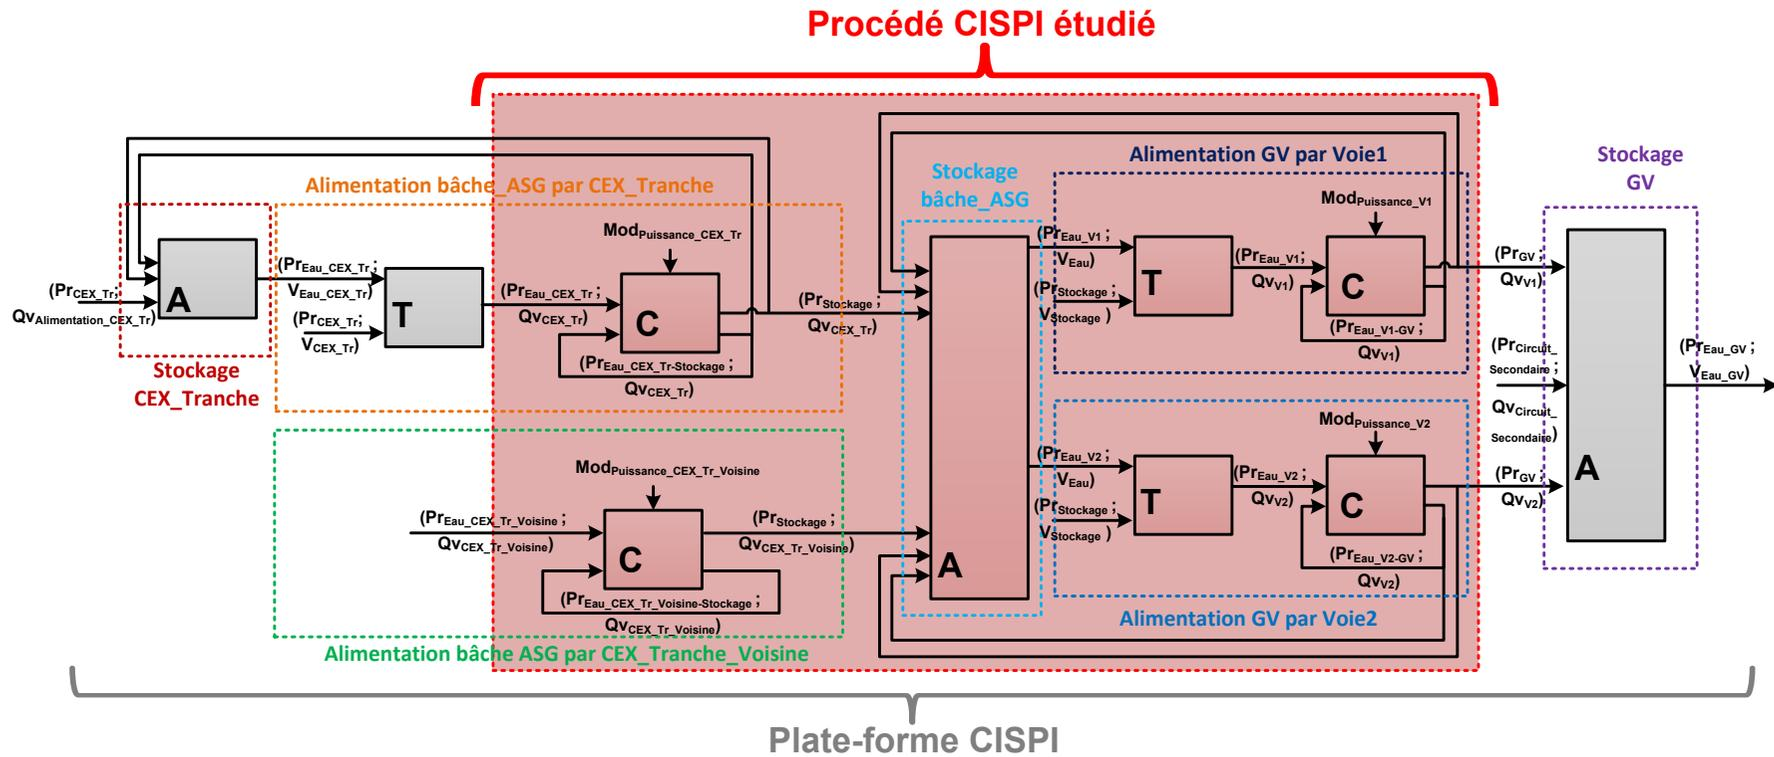 Procédé CISPI étudié
Alimentation bâche_ASG par CEX_Tranche
Stockage
CEX_Tranche
(Pr_CEX_Tr;
Qv_Alimentation_CEX_Tr)
A
(Pr_Eau_CEX_Tr ;
V_Eau_CEX_Tr)
(Pr_CEX_Tr;
V_CEX_Tr)
T
(Pr_Eau_CEX_Tr ;
Qv_CEX_Tr)
Mod_Puissance_CEX_Tr
C
(Pr_Eau_CEX_Tr-Stockage ;
Qv_CEX_Tr)
(Pr_Stockage ;
Qv_CEX_Tr)
Mod_Puissance_CEX_Tr_Voisine
(Pr_Eau_CEX_Tr_Voisine ;
Qv_CEX_Tr_Voisine)
C
(Pr_Eau_CEX_Tr_Voisine-Stockage ;
Qv_CEX_Tr_Voisine)
(Pr_Stockage ;
Qv_CEX_Tr_Voisine)
Alimentation bâche ASG par CEX_Tranche_Voisine
Stockage
bâche_ASG
A
Alimentation GV par Voie1
(Pr_Eau_V1 ;
V_Eau)
(Pr_Stockage ;
V_Stockage )
T
(Pr_Eau_V1;
Qv_V1)
Mod_Puissance_V1
C
(Pr_Eau_V1-GV ;
Qv_V1)
(Pr_GV ;
Qv_V1)
(Pr_Eau_V2 ;
V_Eau)
(Pr_Stockage ;
V_Stockage )
T
(Pr_Eau_V2 ;
Qv_V2)
Mod_Puissance_V2
C
(Pr_Eau_V2-GV ;
Qv_V2)
Alimentation GV par Voie2
(Pr_Circuit_
Secondaire ;
Qv_Circuit_
Secondaire)
(Pr_GV ;
Qv_V2)
Stockage
GV
A
(Pr_Eau_GV ;
V_Eau_GV)
Plate-forme CISPI